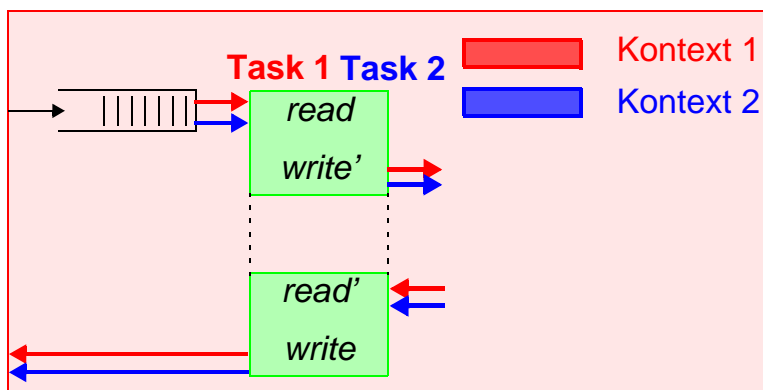 Task 1 Task 2
Kontext 1
Kontext 2
read
write’
read’
write